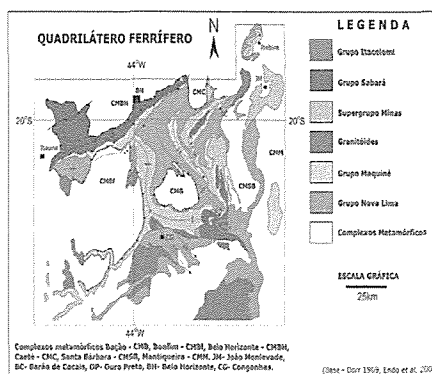 QUADRILÁTERO FERRÍFERO
N
44°W
20°S
20°S
BH
CMBH
CMC
Itabira
JM
Itauna
CMBf
CMB
CMSB
CMM
44°W
LEGENDA
Grupo Itacolomi
Grupo Sabará
Supergrupo Minas
Granitóides
Grupo Maquiné
Grupo Nova Lima
Complexos Metamórficos
ESCALA GRÁFICA
25km
Complexos metamórficos Bação - CMB, Bonfim - CMBf, Belo Horizonte - CMBH,
Caeté - CMC, Santa Bárbara - CMSB, Mantiqueira - CMM. JM- João Monlevade,
BC- Barão de Cocais, OP- Ouro Preto, BH- Belo Horizonte, CG- Congonhas.
(Base - Dorr 1969, Endo et al. 200